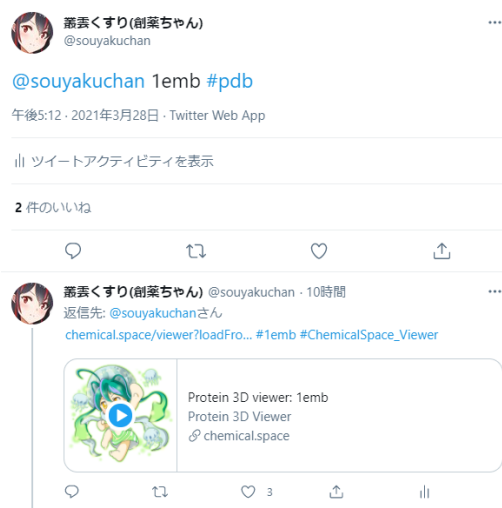 叢雲くすり(創薬ちゃん)
@souyakuchan
@souyakuchan 1emb #pdb
午後5:12 · 2021年3月28日 · Twitter Web App
ツイートアクティビティを表示
2 件のいいね
叢雲くすり(創薬ちゃん) @souyakuchan · 10時間
返信先: @souyakuchanさん
chemical.space/viewer?loadFro... #1emb #ChemicalSpace_Viewer
Protein 3D viewer: 1emb
Protein 3D Viewer
chemical.space
3